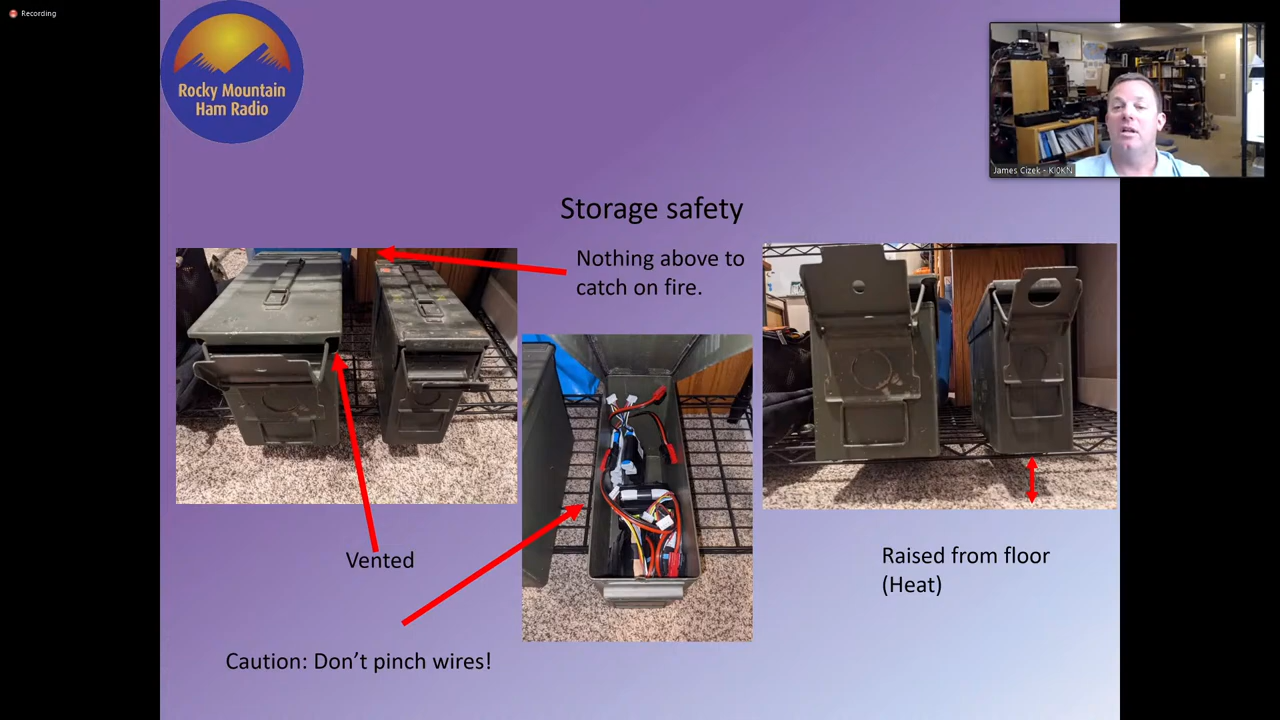 Recording
Rocky Mountain
Ham Radio
James Cizek - KI0KN
Storage safety
Nothing above to
catch on fire.
Vented
Raised from floor
(Heat)
Caution: Don’t pinch wires!